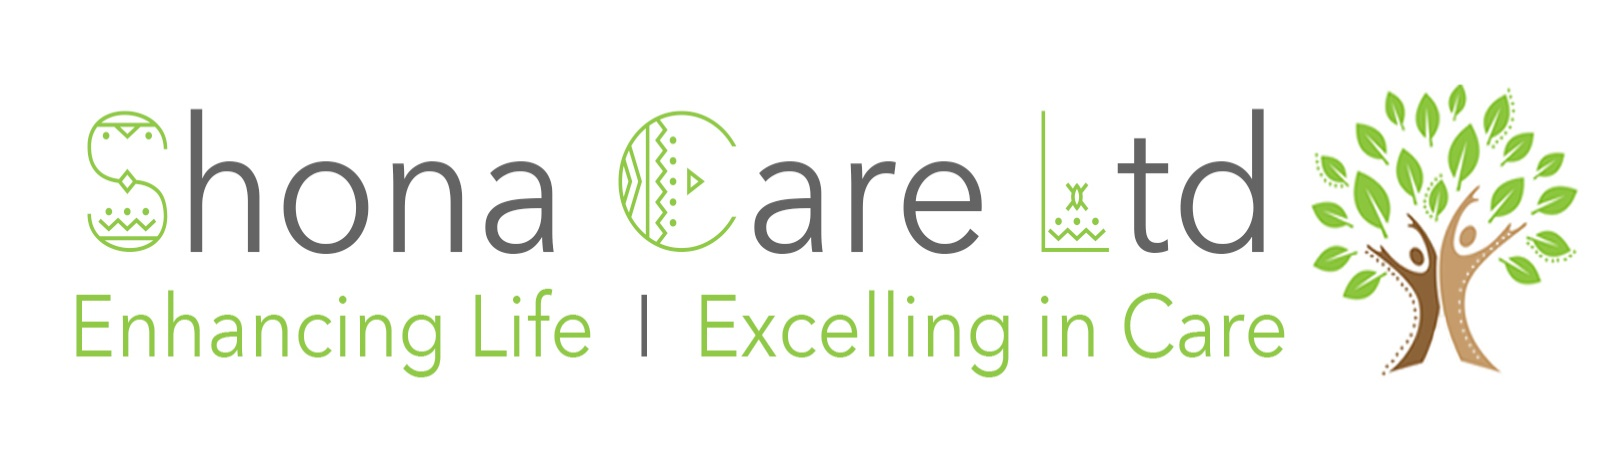 Shona Care Ltd
Enhancing Life | Excelling in Care